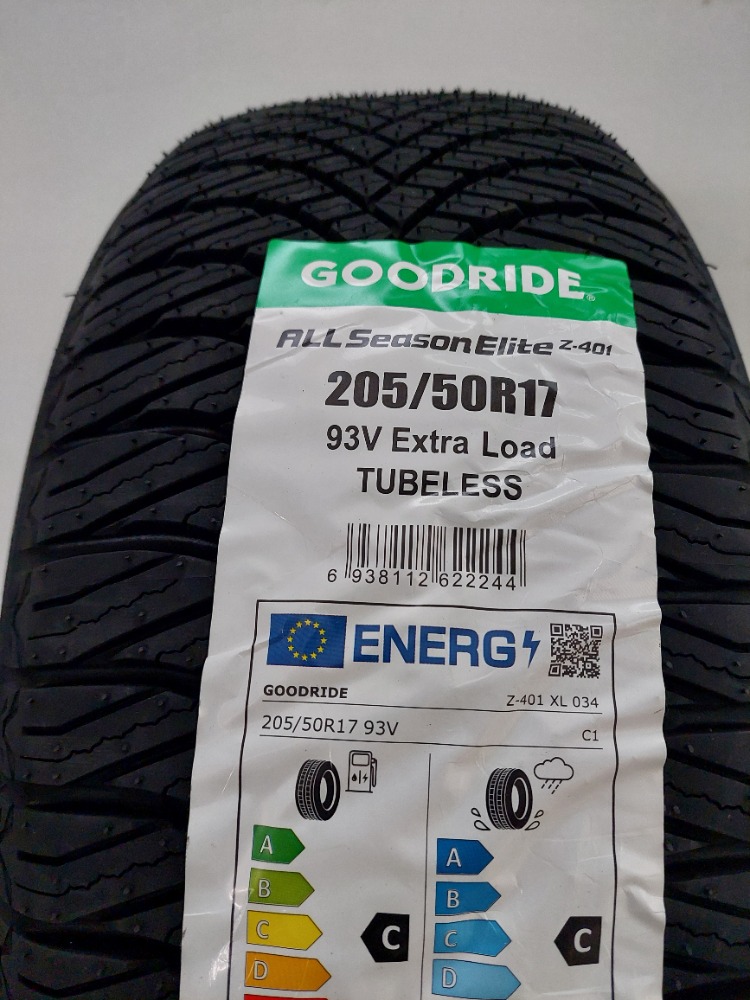 GOODRIDE®
ALL Season Elite Z-401
205/50R17
93V Extra Load
TUBELESS
6 938112 622244
ENERG
GOODRIDE
Z-401 XL 034
205/50R17 93V
C1
A
A
B
B
C
C
C
C
D
D